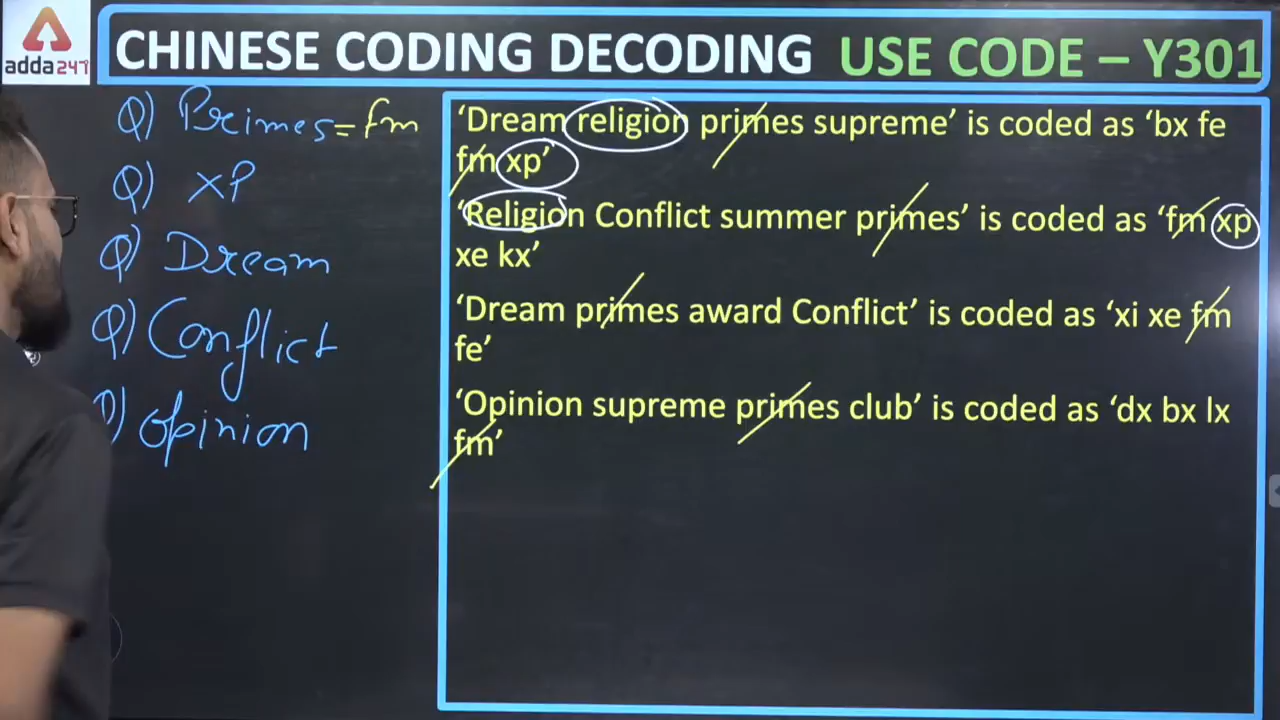 adda247
CHINESE CODING DECODING USE CODE – Y301
Q) Primes = fm
Q) XP
Q) Dream
Q) Conflict
Q) Opinion
‘Dream religion primes supreme’ is coded as ‘bx fe
fm xp’
‘Religion Conflict summer primes’ is coded as ‘fm xp
xe kx’
‘Dream primes award Conflict’ is coded as ‘xi xe fm
fe’
‘Opinion supreme primes club’ is coded as ‘dx bx lx
fm’